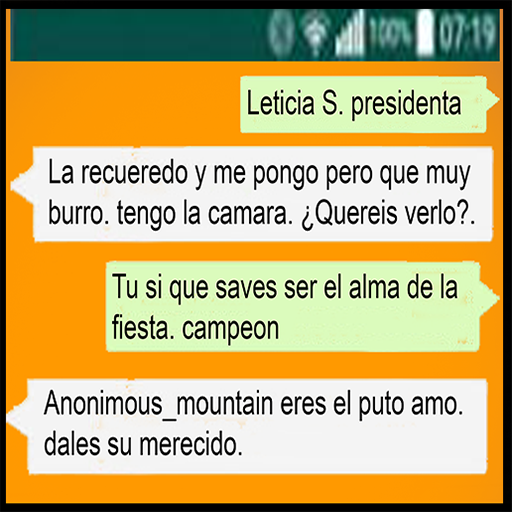 100% 07:19
Leticia S. presidenta
La recueredo y me pongo pero que muy
burro. tengo la camara. ¿Quereis verlo?.
Tu si que saves ser el alma de la
fiesta. campeon
Anonimous_mountain eres el puto amo.
dales su merecido.